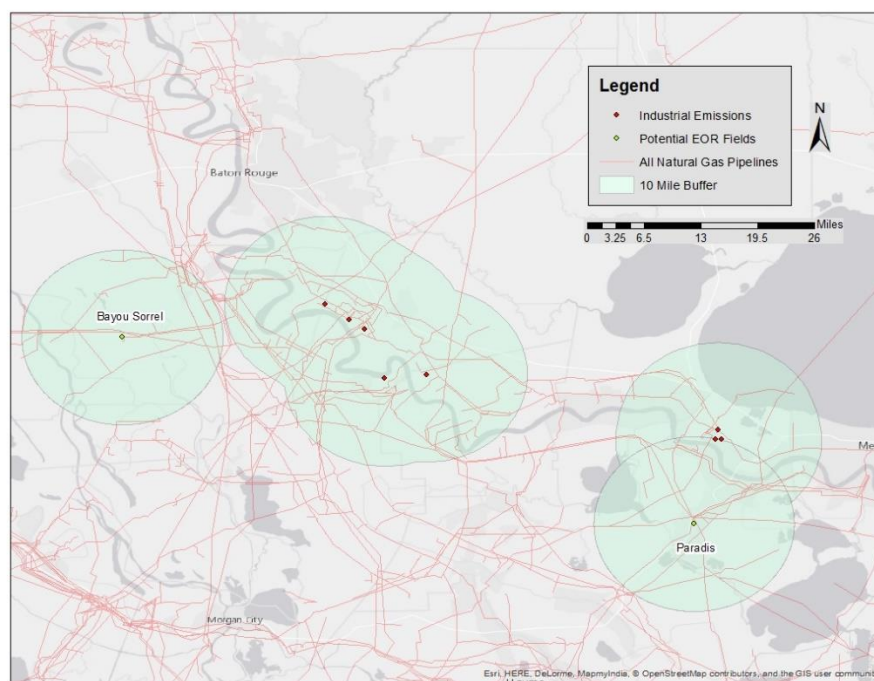 Legend
Industrial Emissions
Potential EOR Fields
All Natural Gas Pipelines
10 Mile Buffer
N
Miles
0 3.25 6.5 13 19.5 26
Baton Rouge
Bayou Sorrel
Me
Paradis
Morgan City
Esri, HERE, DeLorme, MapmyIndia, © OpenStreetMap contributors, and the GIS user communit